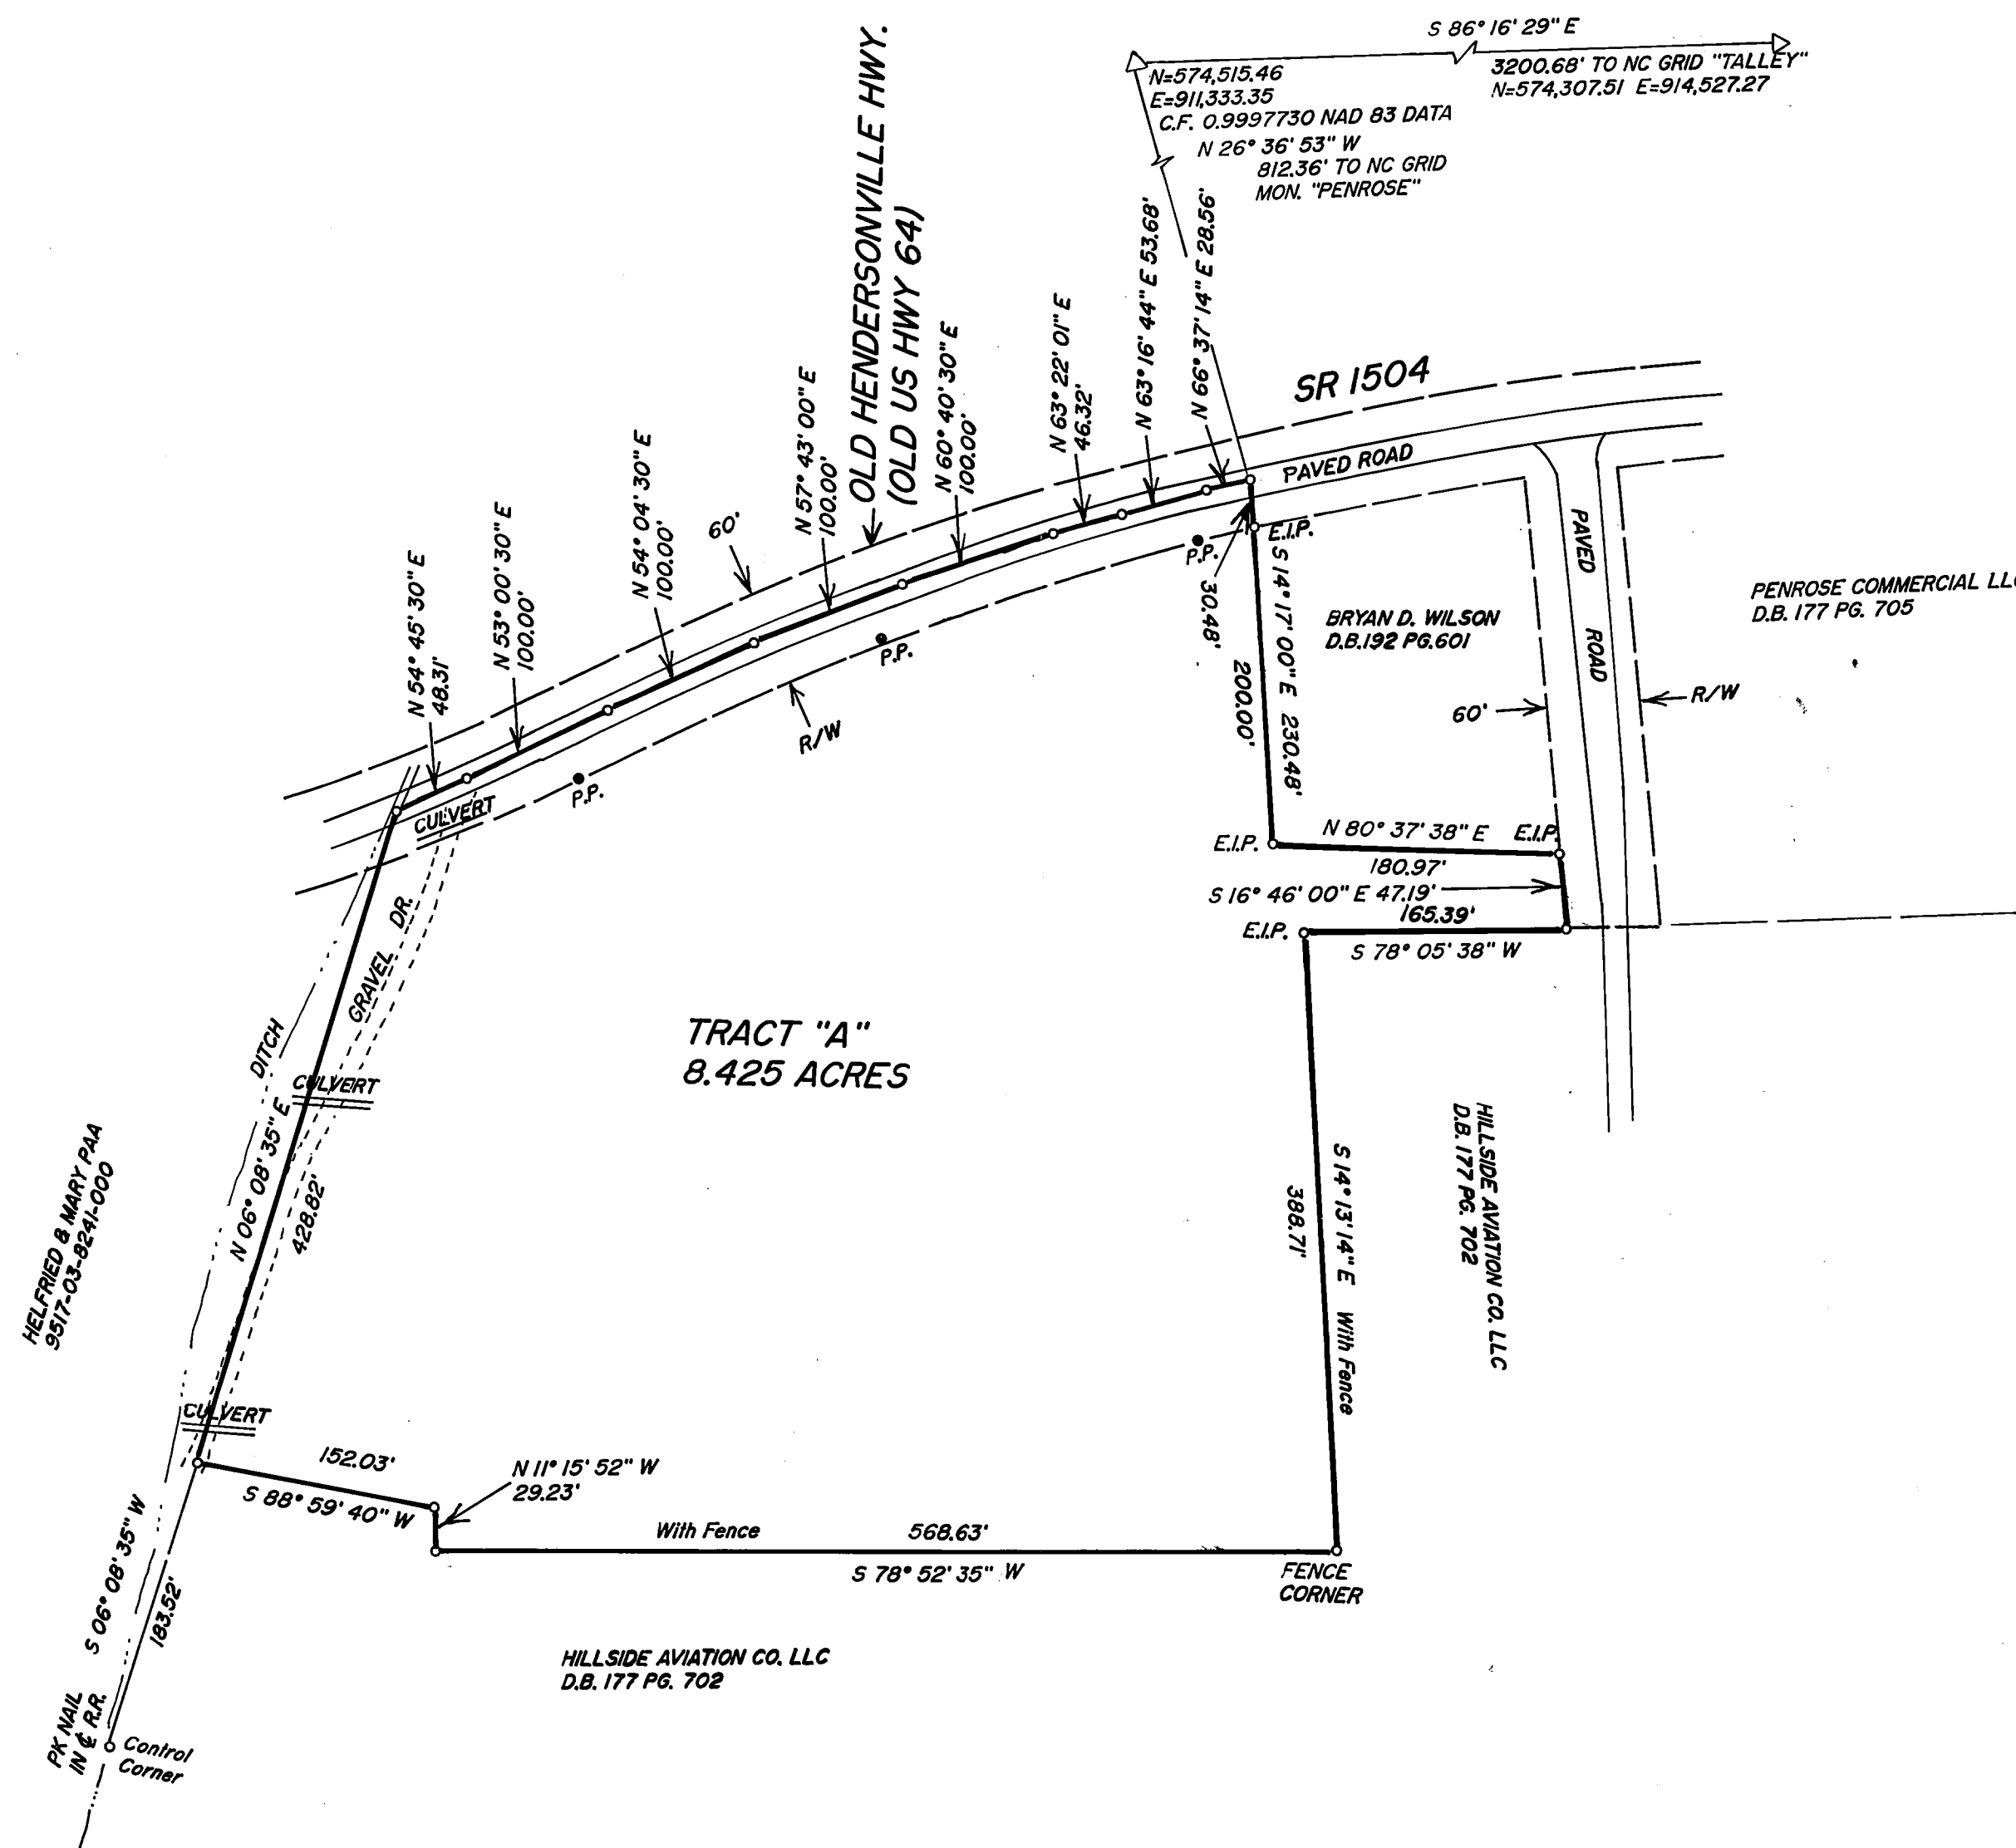 S 86° 16' 29" E
3200.68' TO NC GRID "TALLEY"
N=574,307.51 E=914,527.27
N=574,515.46
E=911,333.35
C.F. 0.9997730 NAD 83 DATA
N 26° 36' 53" W
812.36' TO NC GRID
MON. "PENROSE"
OLD HENDERSONVILLE HWY.
(OLD US HWY 64)
SR 1504
PAVED ROAD
N 54° 45' 30" E
48.31'
N 53° 00' 30" E
100.00'
N 54° 04' 30" E
100.00'
60'
N 57° 43' 00" E
100.00'
N 60° 40' 30" E
100.00'
N 63° 22' 01" E
46.32'
N 63° 16' 44" E 53.68'
N 66° 37' 14" E 28.56'
E.I.P.
P.P.
P.P.
P.P.
R/W
30.48'
S 14° 17' 00" E 230.48'
200.00'
BRYAN D. WILSON
D.B.192 PG.601
PAVED ROAD
PENROSE COMMERCIAL LLC
D.B. 177 PG. 705
60'
R/W
E.I.P.
N 80° 37' 38" E
E.I.P.
180.97'
S 16° 46' 00" E 47.19'
165.39'
E.I.P.
S 78° 05' 38" W
CULVERT
GRAVEL DR.
DITCH
CULVERT
TRACT "A"
8.425 ACRES
N 06° 08' 35" E
428.82'
HELFRIED & MARY PAA
9517-03-8241-000
HILLSIDE AVIATION CO. LLC
D.B. 177 PG. 702
S 14° 13' 14" E With Fence
388.71'
CULVERT
152.03'
S 88° 59' 40" W
N 11° 15' 52" W
29.23'
With Fence
568.63'
S 78° 52' 35" W
FENCE
CORNER
S 06° 08' 35" W
183.52'
HILLSIDE AVIATION CO. LLC
D.B. 177 PG. 702
PK NAIL
IN ℄ R.R.
Control
Corner